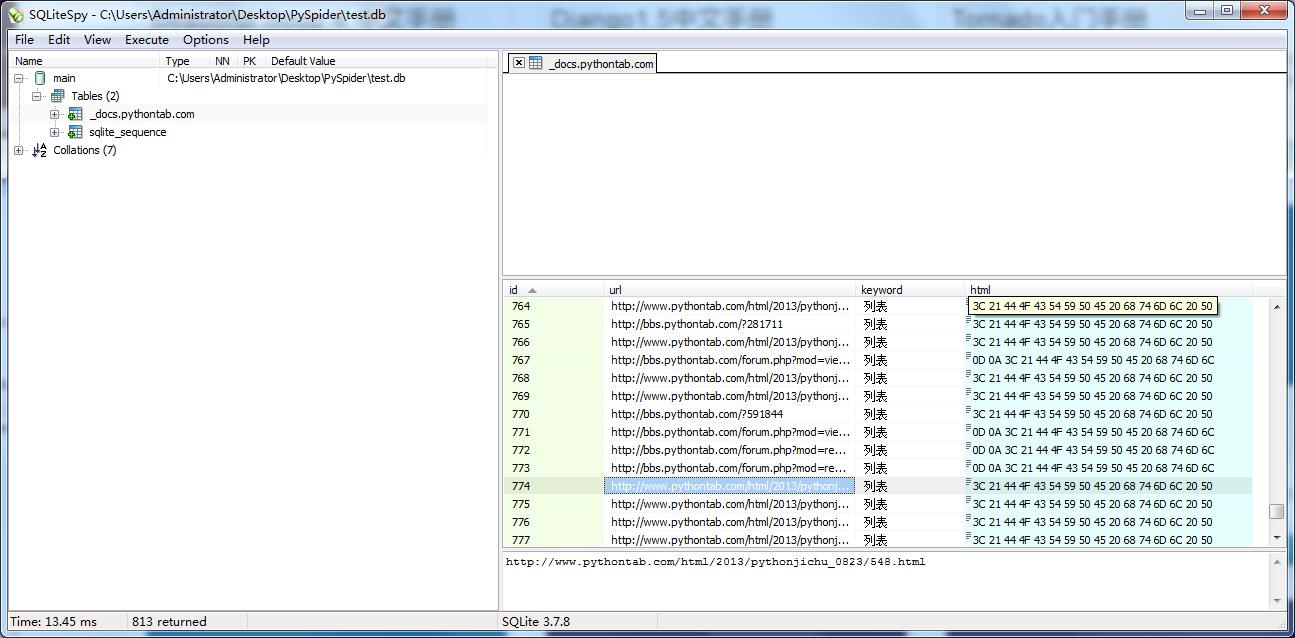 SQLiteSpy - C:\Users\Administrator\Desktop\PySpider\test.db
文手册 Django1.5中文手册 Tornado入门手册
File Edit View Execute Options Help
Name Type NN PK Default Value
main C:\Users\Administrator\Desktop\PySpider\test.db
Tables (2)
_docs.pythontab.com
sqlite_sequence
Collations (7)
_docs.pythontab.com
id url keyword html
764 http://www.pythontab.com/html/2013/pythonj... 列表 3C 21 44 4F 43 54 59 50 45 20 68 74 6D 6C 20 50
765 http://bbs.pythontab.com/?281711 列表 3C 21 44 4F 43 54 59 50 45 20 68 74 6D 6C 20 50
766 http://www.pythontab.com/html/2013/pythonj... 列表 3C 21 44 4F 43 54 59 50 45 20 68 74 6D 6C 20 50
767 http://bbs.pythontab.com/forum.php?mod=vie... 列表 0D 0A 3C 21 44 4F 43 54 59 50 45 20 68 74 6D 6C
768 http://www.pythontab.com/html/2013/pythonj... 列表 3C 21 44 4F 43 54 59 50 45 20 68 74 6D 6C 20 50
769 http://www.pythontab.com/html/2013/pythonj... 列表 3C 21 44 4F 43 54 59 50 45 20 68 74 6D 6C 20 50
770 http://bbs.pythontab.com/?591844 列表 3C 21 44 4F 43 54 59 50 45 20 68 74 6D 6C 20 50
771 http://bbs.pythontab.com/forum.php?mod=vie... 列表 0D 0A 3C 21 44 4F 43 54 59 50 45 20 68 74 6D 6C
772 http://bbs.pythontab.com/forum.php?mod=re... 列表 0D 0A 3C 21 44 4F 43 54 59 50 45 20 68 74 6D 6C
773 http://bbs.pythontab.com/forum.php?mod=re... 列表 0D 0A 3C 21 44 4F 43 54 59 50 45 20 68 74 6D 6C
774 http://www.pythontab.com/html/2013/pythonj... 列表 3C 21 44 4F 43 54 59 50 45 20 68 74 6D 6C 20 50
775 http://www.pythontab.com/html/2013/pythonj... 列表 3C 21 44 4F 43 54 59 50 45 20 68 74 6D 6C 20 50
776 http://www.pythontab.com/html/2013/pythonj... 列表 3C 21 44 4F 43 54 59 50 45 20 68 74 6D 6C 20 50
777 http://www.pythontab.com/html/2013/pythonj... 列表 3C 21 44 4F 43 54 59 50 45 20 68 74 6D 6C 20 50
http://www.pythontab.com/html/2013/pythonjichu_0823/548.html
Time: 13.45 ms 813 returned SQLite 3.7.8